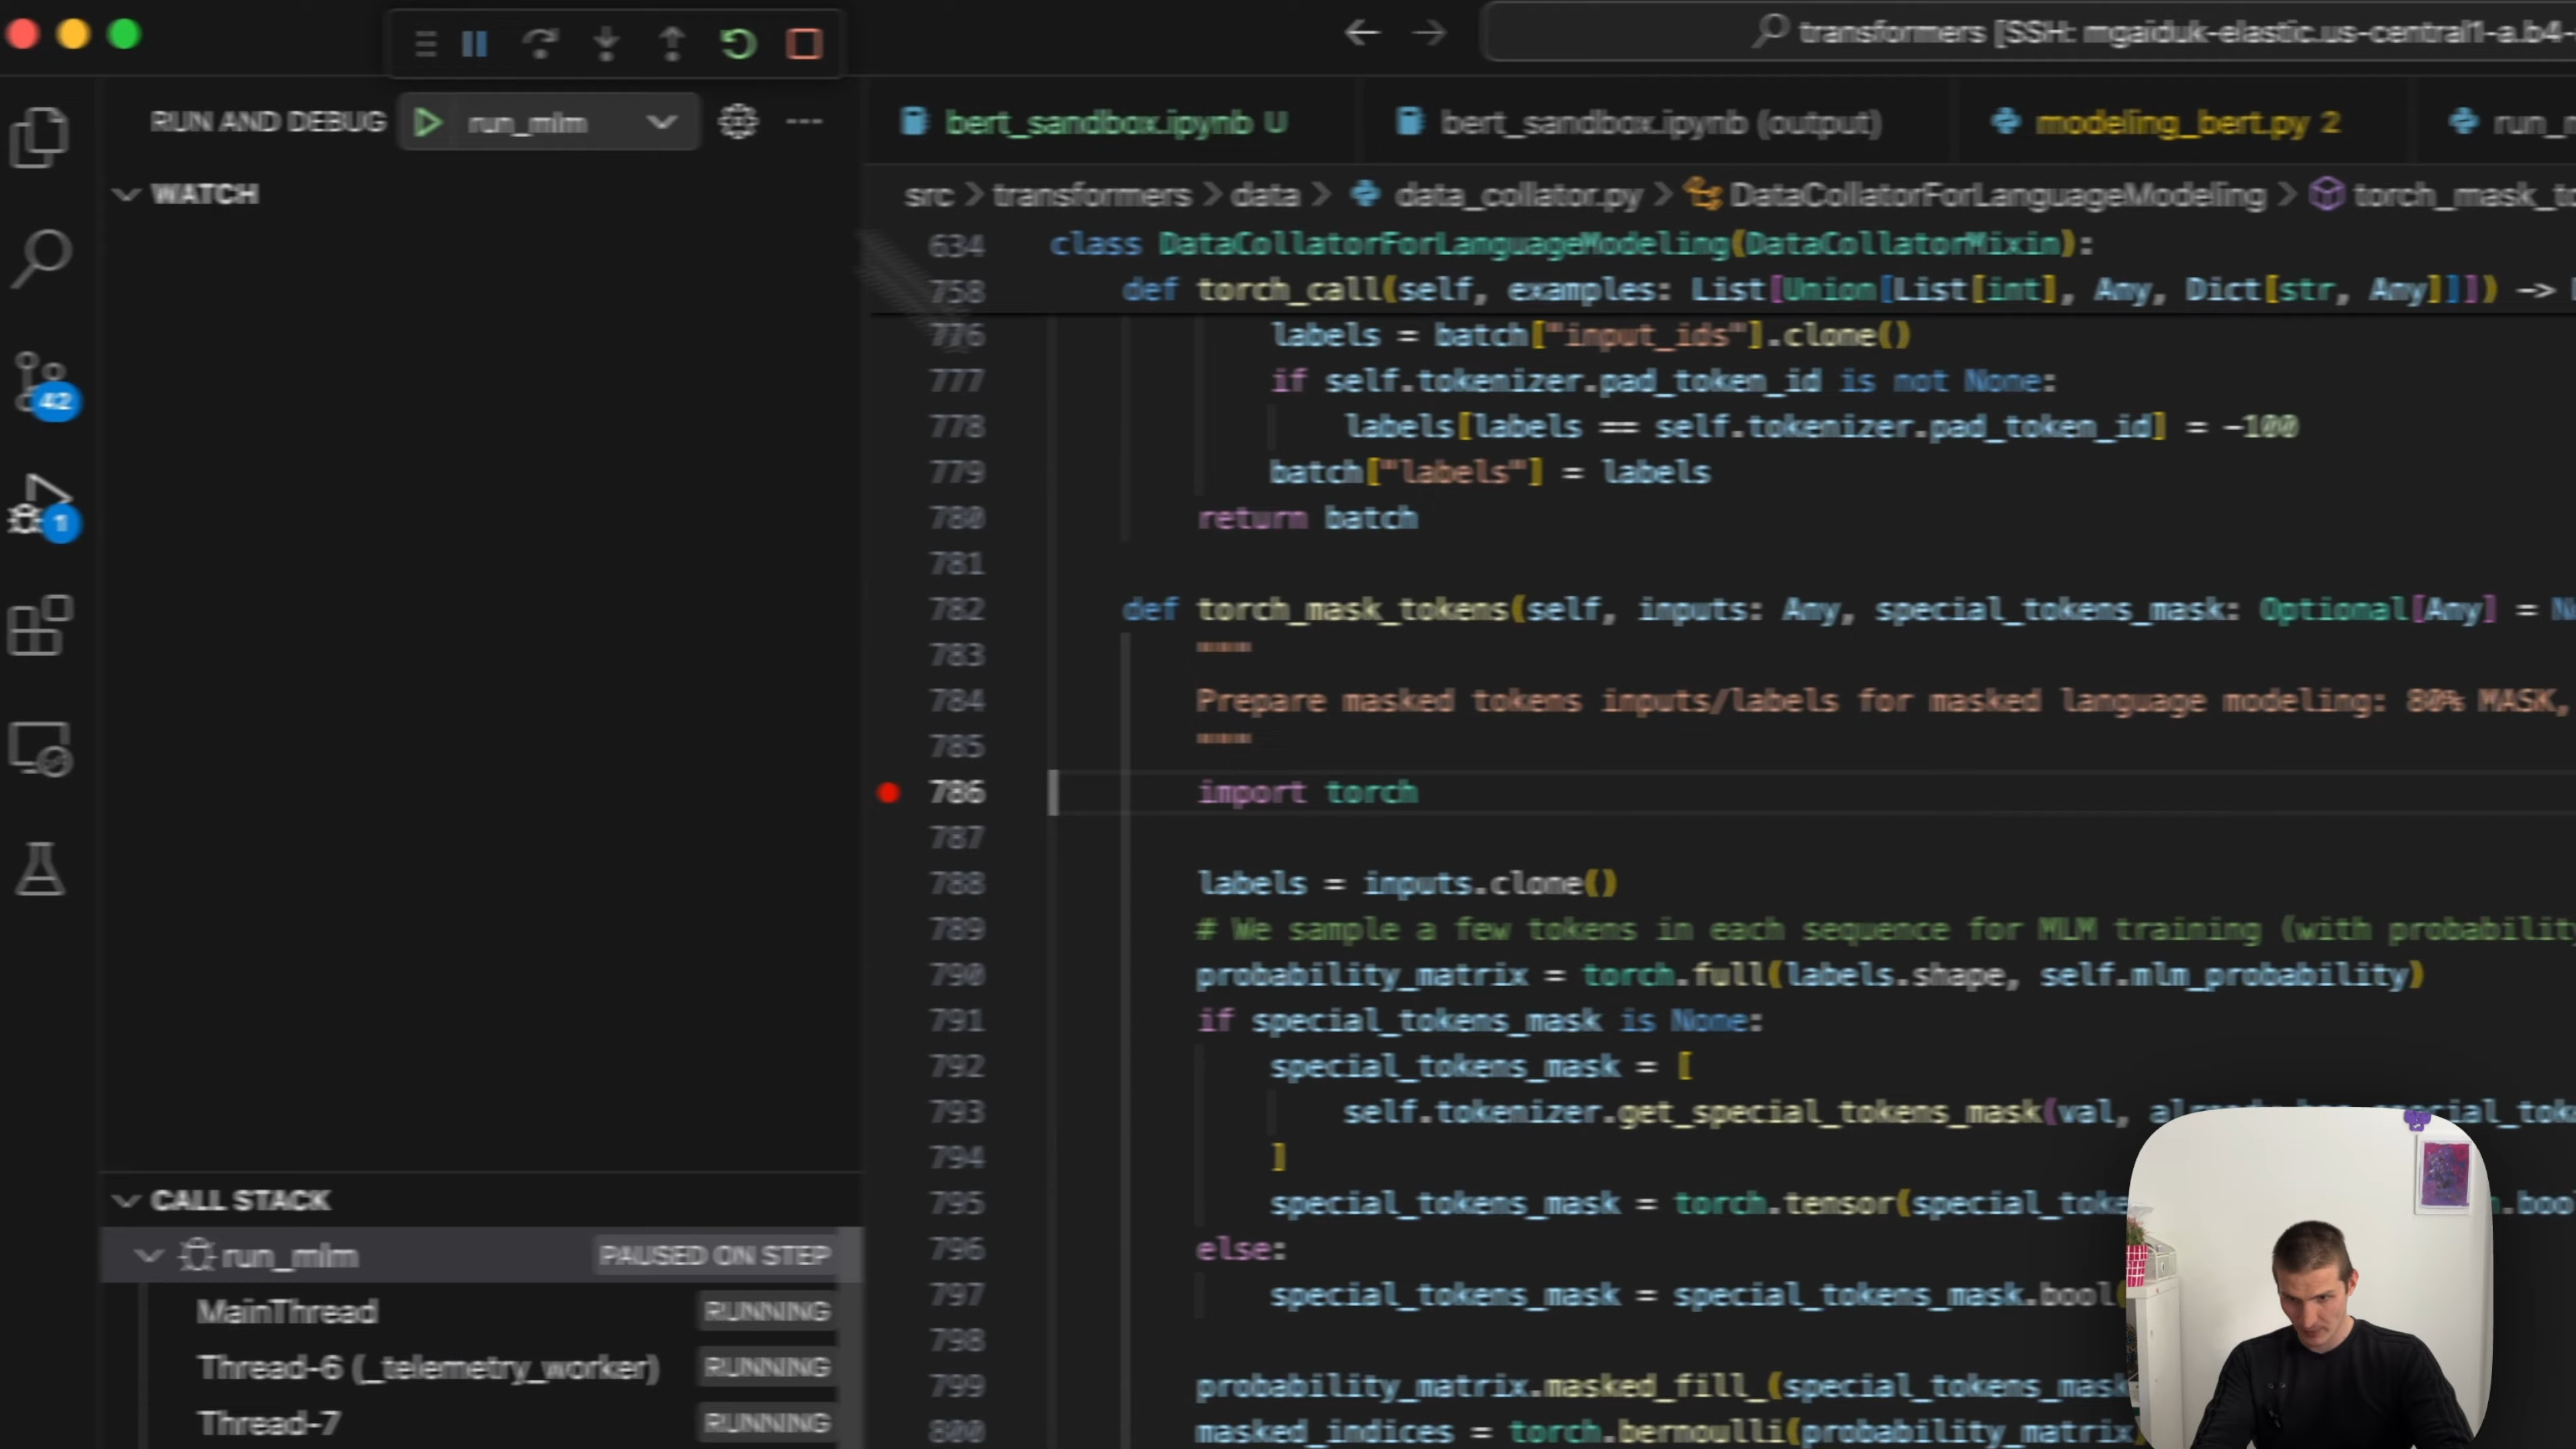 transformers [SSH: mgaiduk-elastic.us-central1-a.b4-
RUN AND DEBUG
run_mlm
bert_sandbox.ipynb U
bert_sandbox.ipynb (output)
modeling_bert.py 2
run_
WATCH
src > transformers > data > data_collator.py > DataCollatorForLanguageModeling > torch_mask_to
634 class DataCollatorForLanguageModeling(DataCollatorMixin):
758 def torch_call(self, examples: List[Union[List[int], Any, Dict[str, Any]]]) ->
776 labels = batch["input_ids"].clone()
777 if self.tokenizer.pad_token_id is not None:
778 labels[labels == self.tokenizer.pad_token_id] = -100
779 batch["labels"] = labels
780 return batch
781
782 def torch_mask_tokens(self, inputs: Any, special_tokens_mask: Optional[Any] = No
783 """
784 Prepare masked tokens inputs/labels for masked language modeling: 80% MASK,
785 """
786 import torch
787
788 labels = inputs.clone()
789 # We sample a few tokens in each sequence for MLM training (with probability
790 probability_matrix = torch.full(labels.shape, self.mlm_probability)
791 if special_tokens_mask is None:
792 special_tokens_mask = [
793 self.tokenizer.get_special_tokens_mask(val,
794 ]
795 special_tokens_mask = torch.tensor(special_toke
796 else:
797 special_tokens_mask = special_tokens_mask.bool(
798
799 probability_matrix.masked_fill_(special_tokens_mask
800 masked_indices = torch.bernoulli(probability_matrix
42
1
CALL STACK
run_mlm PAUSED ON STEP
MainThread RUNNING
Thread-6 (_telemetry_worker) RUNNING
Thread-7 RUNNING